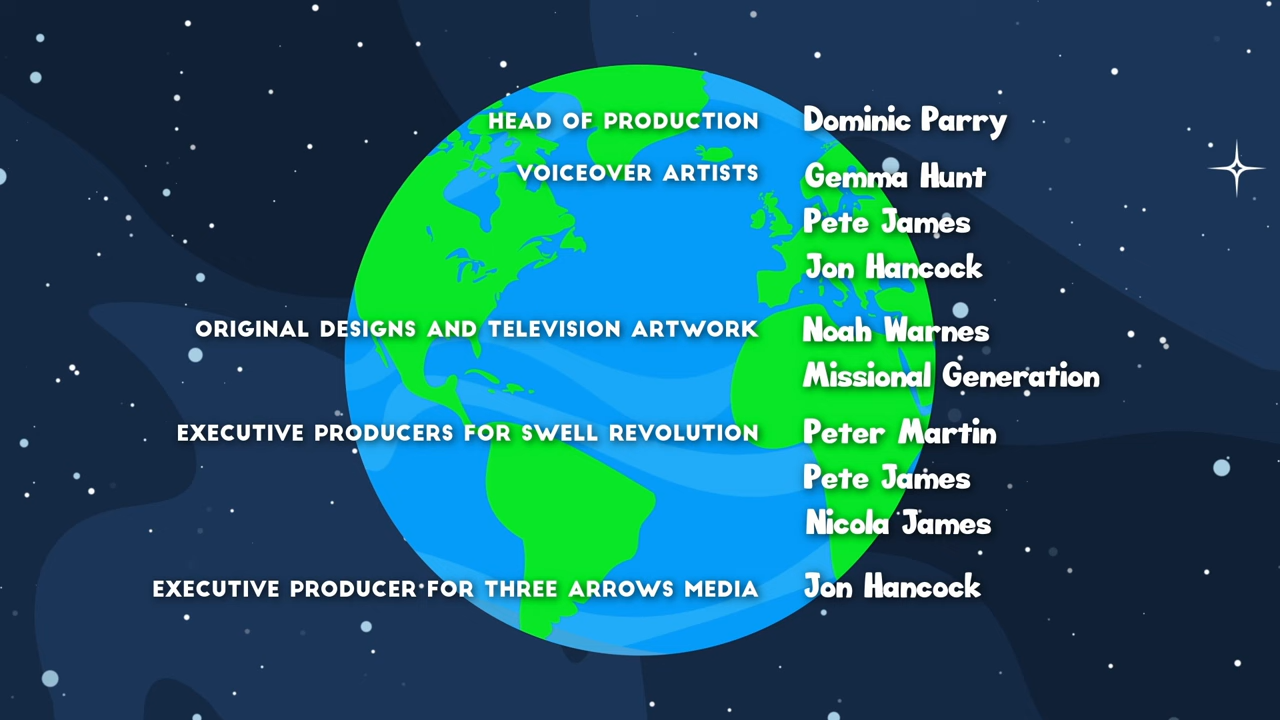 HEAD OF PRODUCTION Dominic Parry
VOICEOVER ARTISTS Gemma Hunt
Pete James
Jon Hancock
ORIGINAL DESIGNS AND TELEVISION ARTWORK Noah Warnes
Missional Generation
EXECUTIVE PRODUCERS FOR SWELL REVOLUTION Peter Martin
Pete James
Nicola James
EXECUTIVE PRODUCER FOR THREE ARROWS MEDIA Jon Hancock